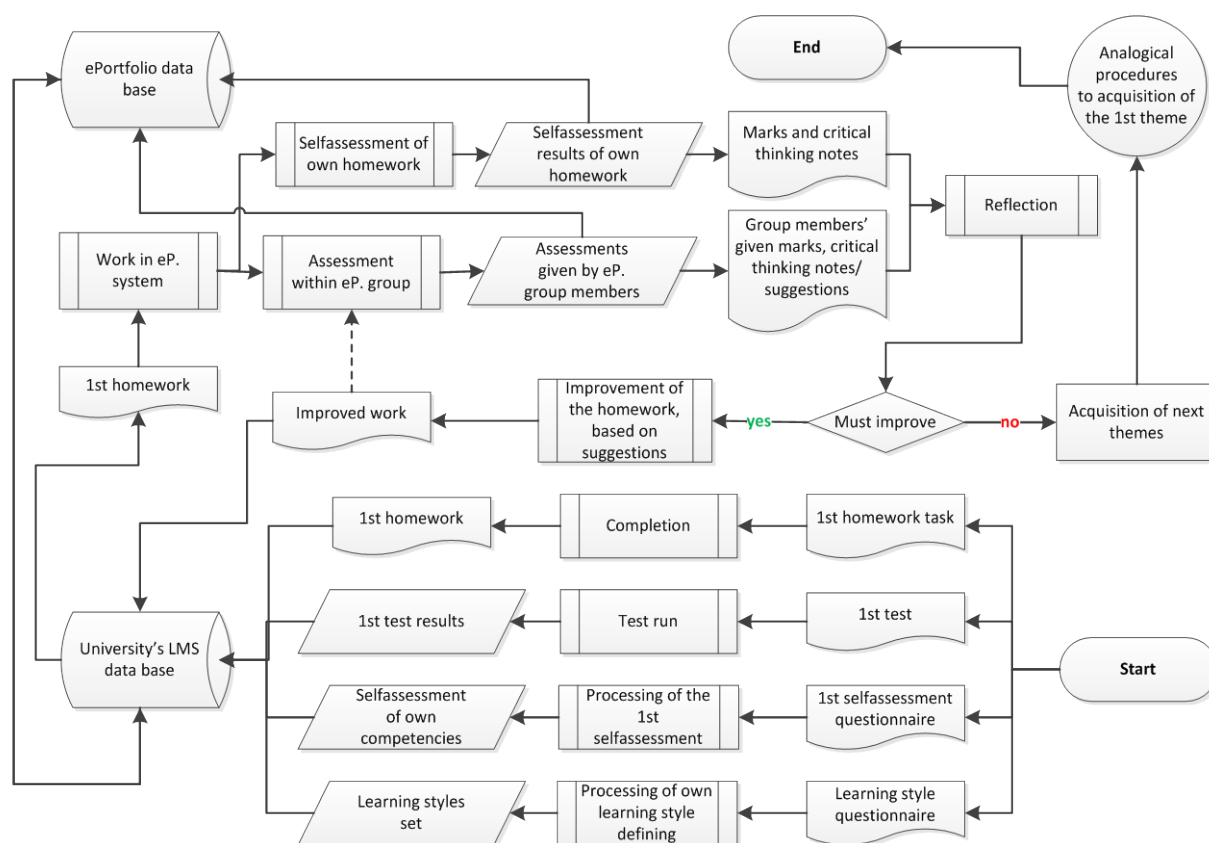 ePortfolio data
base
End
Analogical
procedures
to acquisition of
the 1st theme
Selfassessment of
own homework
Selfassessment
results of own
homework
Marks and critical
thinking notes
Reflection
Work in eP.
system
Assessment
within eP. group
Assessments
given by eP.
group members
Group members’
given marks, critical
thinking notes/
suggestions
1st homework
Improved work
Improvement of
the homework,
based on
suggestions
yes
Must improve
no
Acquisition of next
themes
1st homework
Completion
1st homework task
1st test results
Test run
1st test
University’s LMS
data base
Start
Selfassessment
of own
competencies
Processing of the
1st
selfassessment
1st selfassessment
questionnaire
Learning styles
set
Processing of own
learning style
defining
Learning style
questionnaire